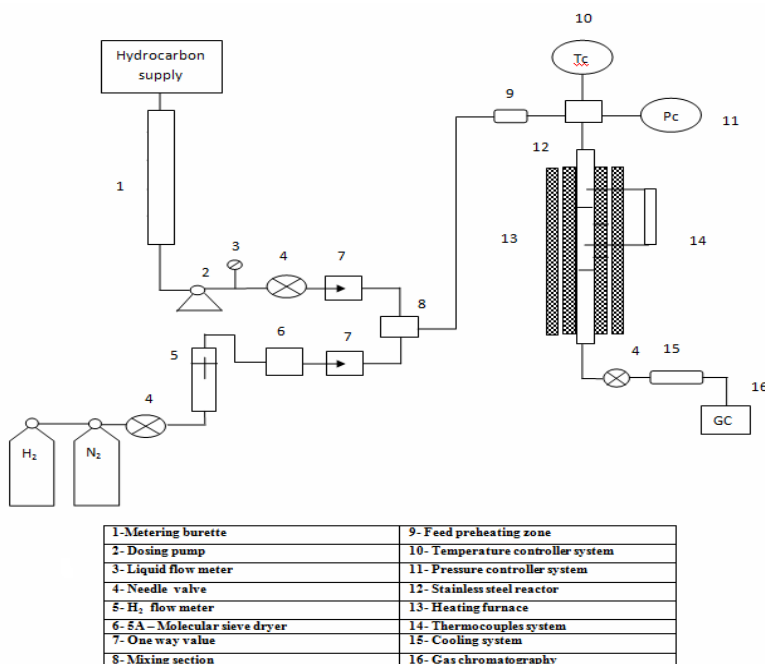 10
Hydrocarbon
supply
Tc
9
Pc
11
12
1
3
4
7
13
14
2
8
6
7
5
4
15
4
16
GC
H₂
N₂
1-Metering burette
9- Feed preheating zone
2- Dosing pump
10- Temperature controller system
3- Liquid flow meter
11- Pressure controller system
4- Needle valve
12- Stainless steel reactor
5- H₂ flow meter
13- Heating furnace
6- 5A – Molecular sieve dryer
14- Thermocouples system
7- One way value
15- Cooling system
8- Mixing section
16- Gas chromatography